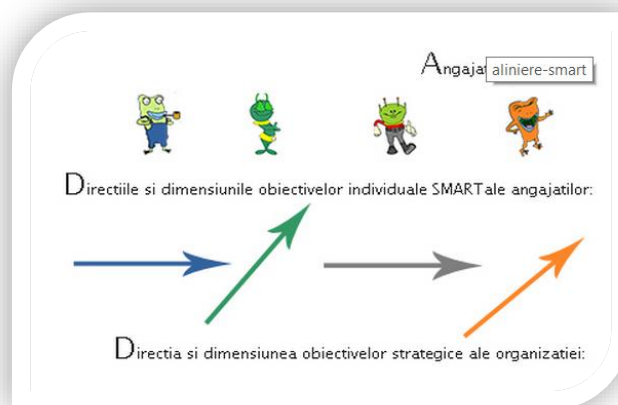 Angajat
aliniere-smart
Directiile si dimensiunile obiectivelor individuale SMARTale angajatilor:
Directia si dimensiunea obiectivelor strategice ale organizatiei: